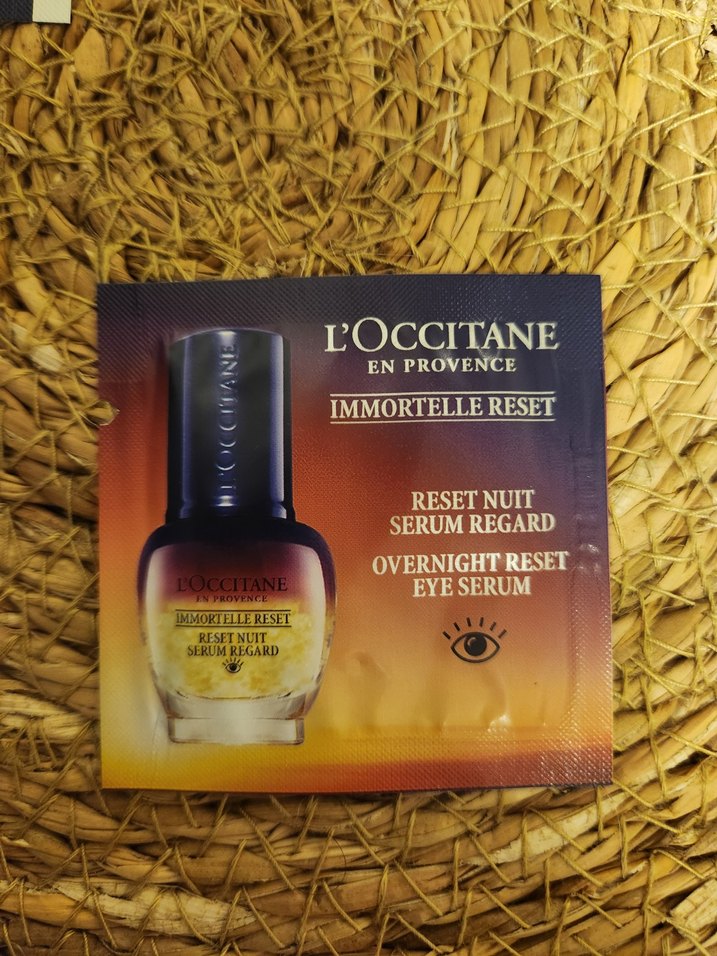 L'OCCITANE
EN PROVENCE
IMMORTELLE RESET
RESET NUIT
SERUM REGARD
OVERNIGHT RESET
EYE SERUM
L'OCCITANE
L'OCCITANE
EN PROVENCE
IMMORTELLE RESET
RESET NUIT
SERUM REGARD